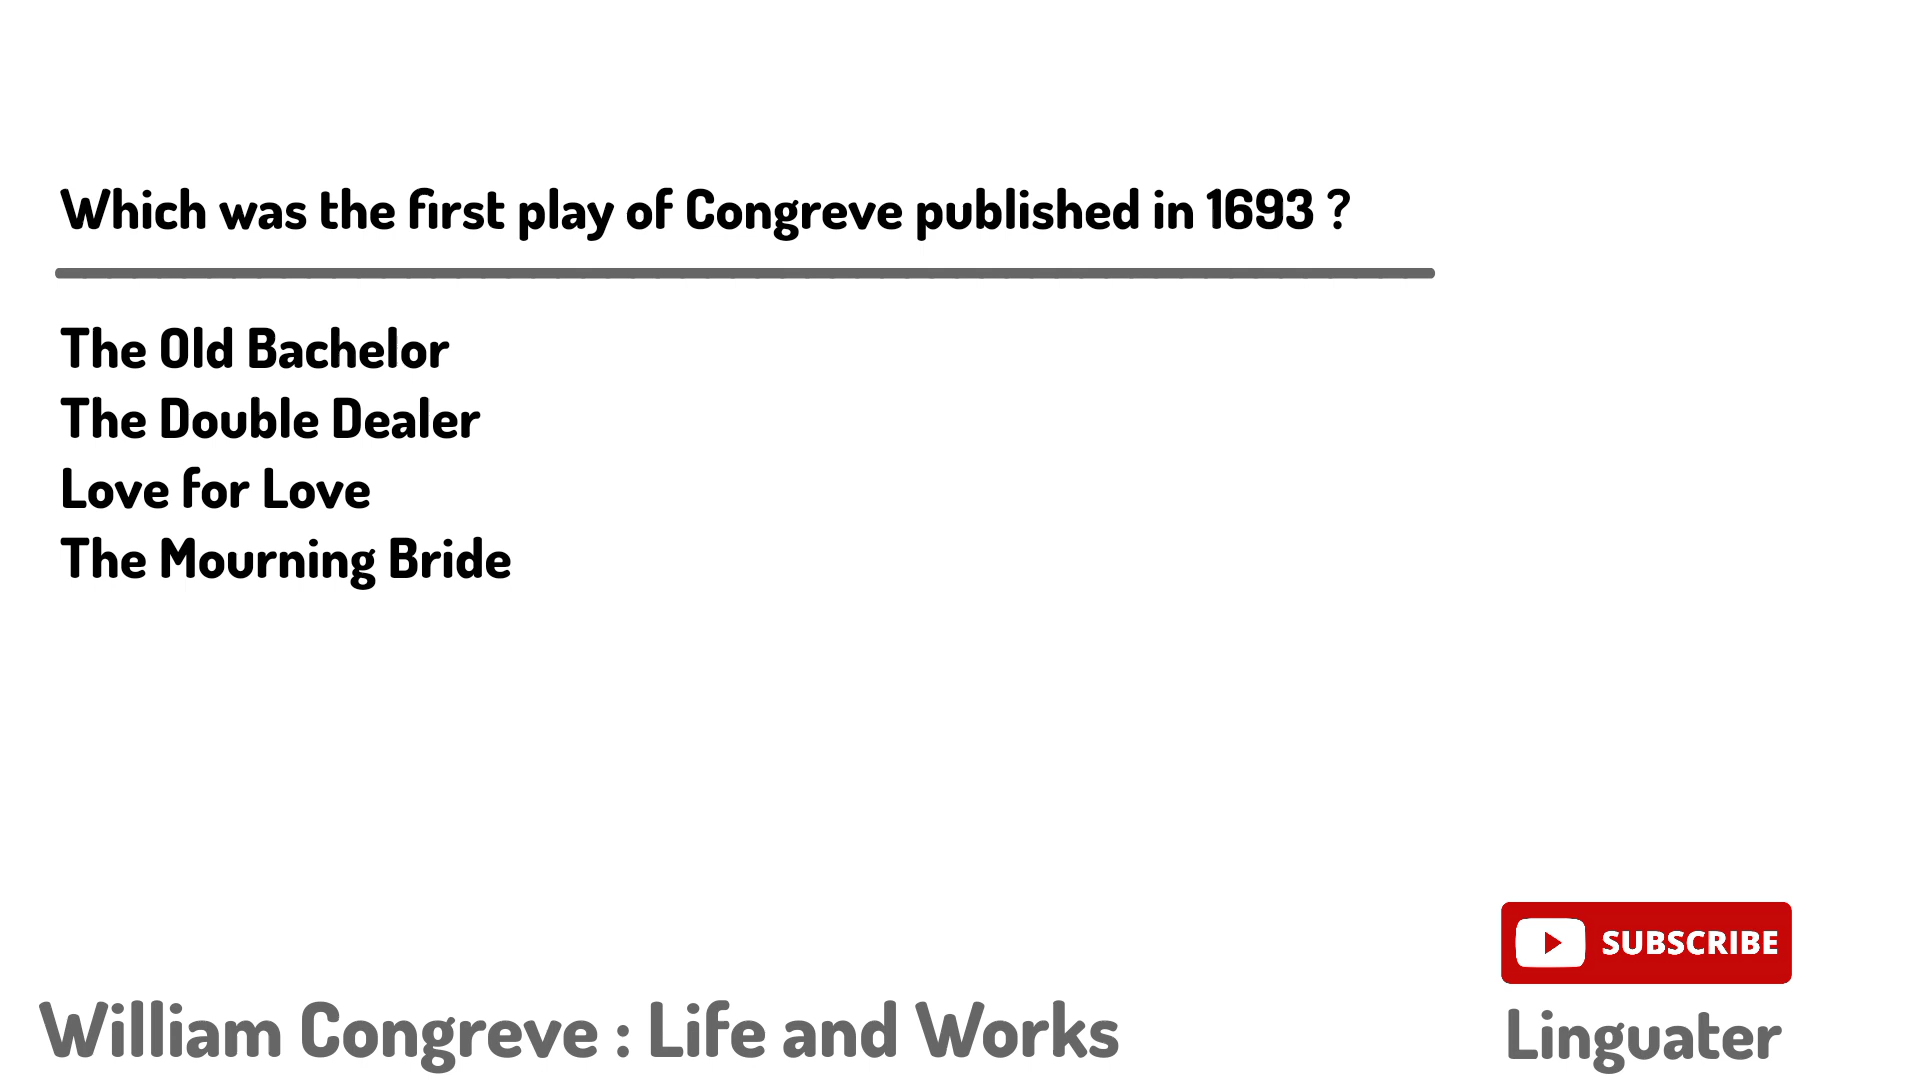 Which was the first play of Congreve published in 1693 ?
The Old Bachelor
The Double Dealer
Love for Love
The Mourning Bride
SUBSCRIBE
William Congreve : Life and Works
Linguater